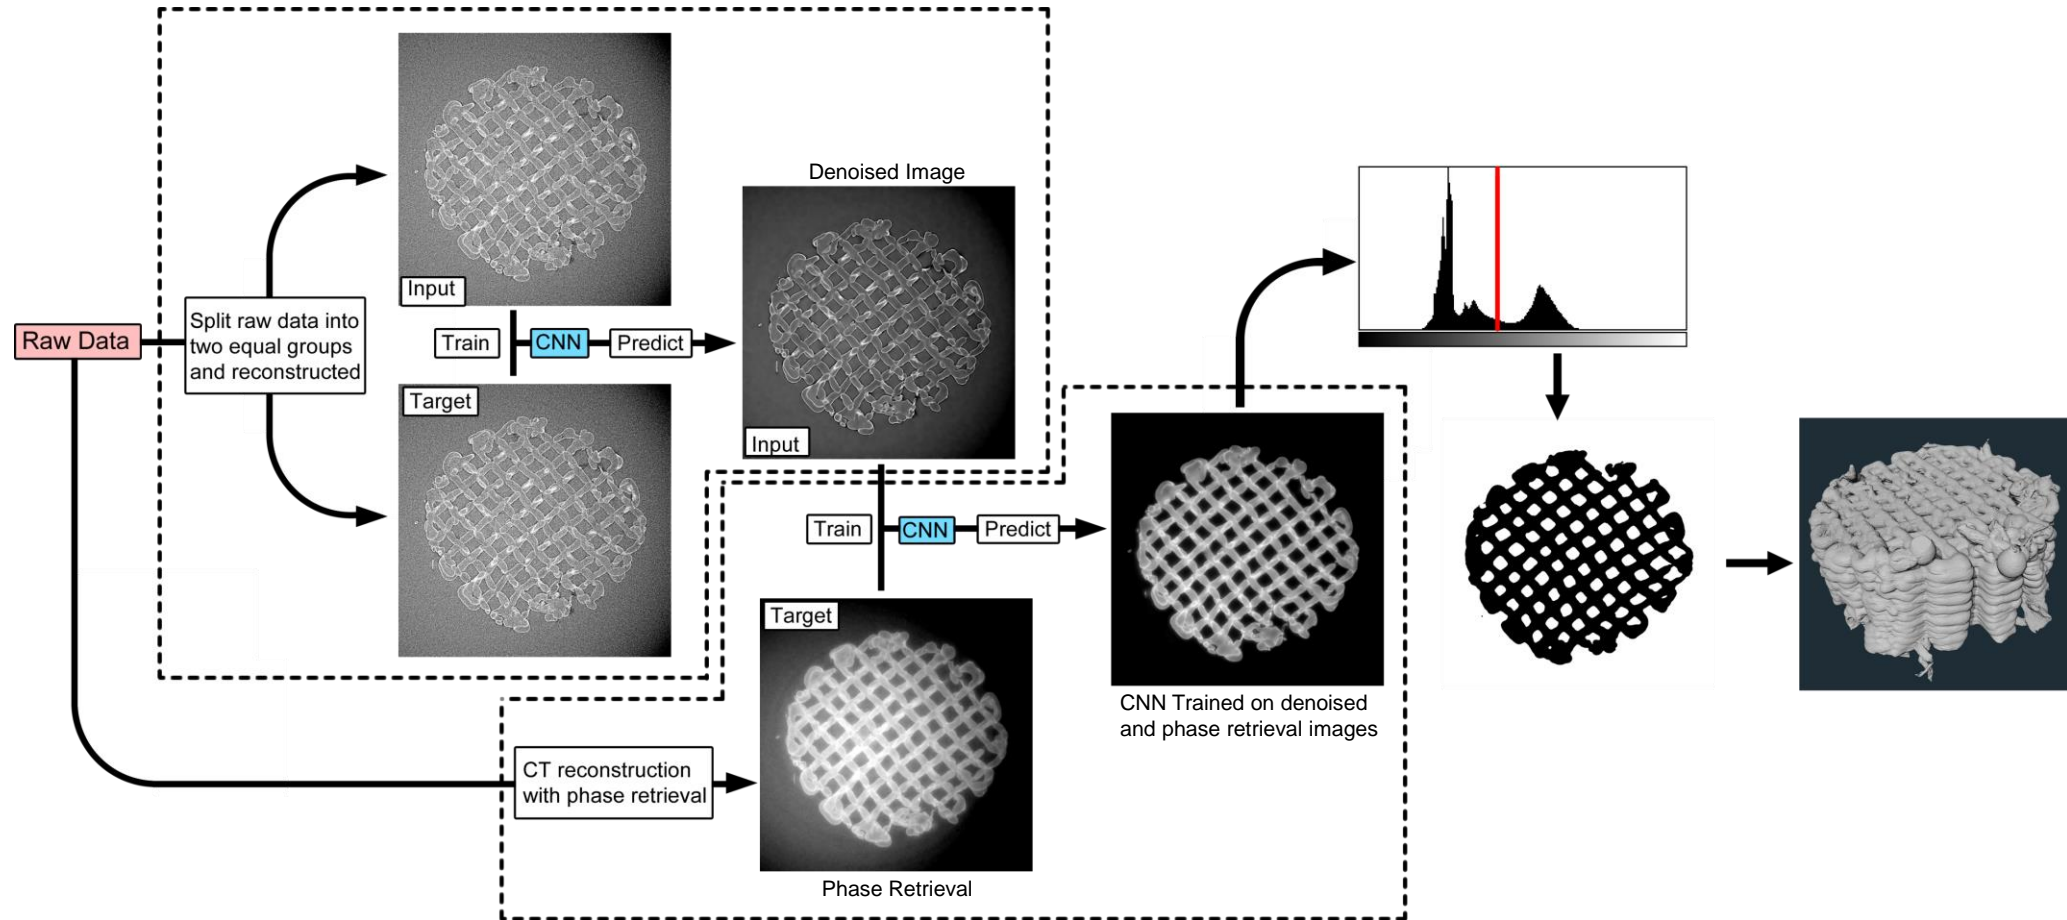 Raw Data
Split raw data into
two equal groups
and reconstructed
Input
Train
CNN
Predict
Target
Denoised Image
Input
Train
CNN
Predict
Target
CT reconstruction
with phase retrieval
Phase Retrieval
CNN Trained on denoised
and phase retrieval images